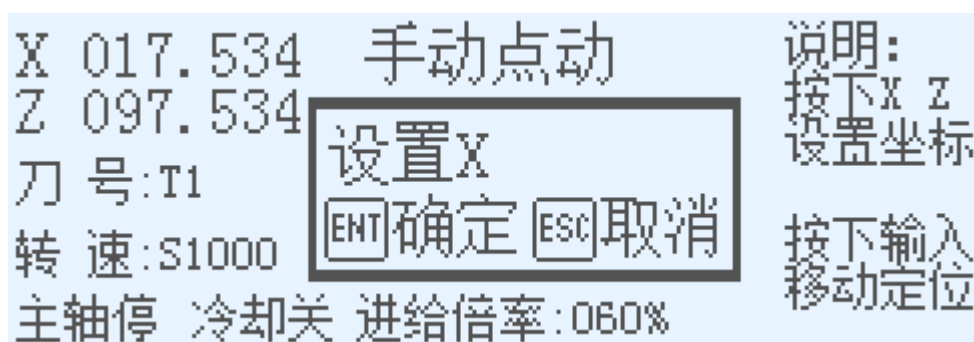 X 017.534 手动点动 说明:
Z 097.534 按下X Z
设置X 设置坐标
刀 号:T1
ENT确定 ESC取消
转 速:S1000 按下输入
移动定位
主轴停 冷却关 进给倍率:060%